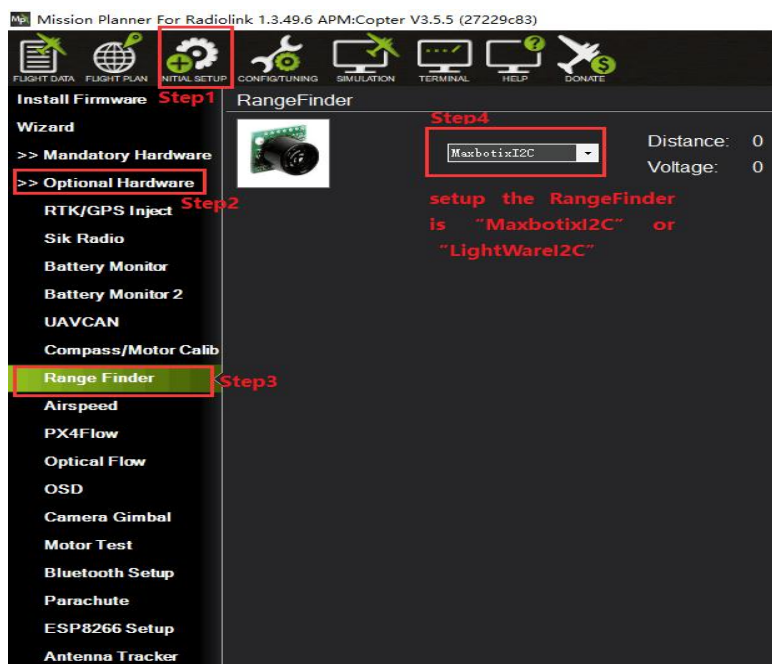 Mission Planner For Radiolink 1.3.49.6 APM:Copter V3.5.5 (27229c83)
FLIGHT DATA FLIGHT PLAN INITIAL SETUP CONFIG/TUNING SIMULATION TERMINAL HELP DONATE
Install Firmware Step1 RangeFinder
Wizard Step4
>> Mandatory Hardware MaxbotixI2C Distance: 0
Voltage: 0
>> Optional Hardware
Step2
setup the RangeFinder
is "MaxbotixI2C" or
"LightWareI2C"
RTK/GPS Inject
Sik Radio
Battery Monitor
Battery Monitor 2
UAVCAN
Compass/Motor Calib
Range Finder Step3
Airspeed
PX4Flow
Optical Flow
OSD
Camera Gimbal
Motor Test
Bluetooth Setup
Parachute
ESP8266 Setup
Antenna Tracker